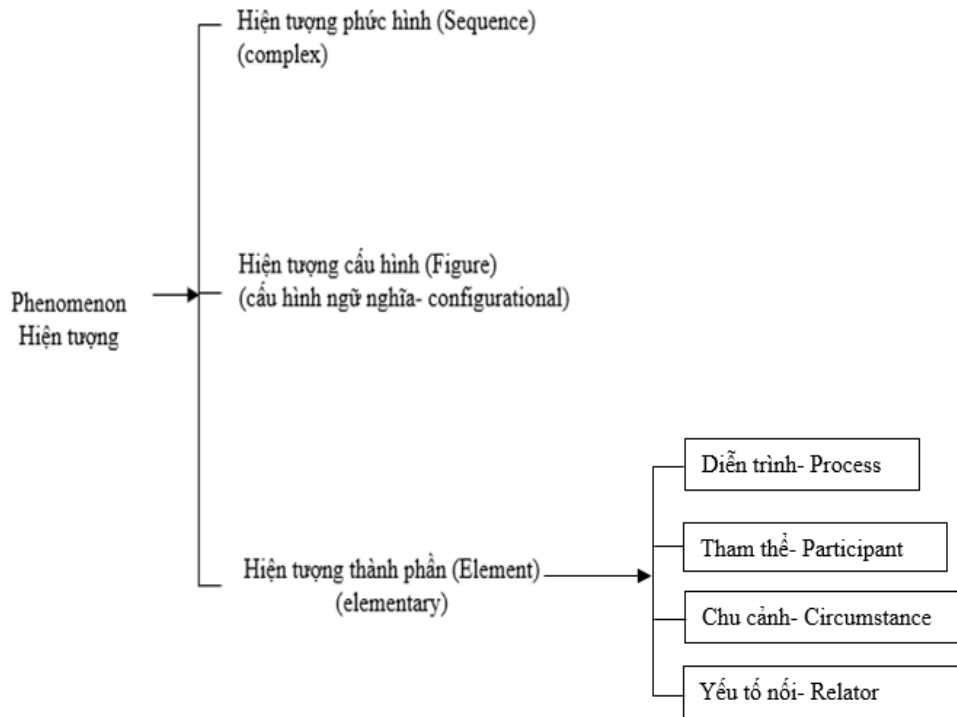 Hiện tượng phức hình (Sequence)
(complex)
Hiện tượng cấu hình (Figure)
(cấu hình ngữ nghĩa- configurational)
Phenomenon
Hiện tượng
Diễn trình- Process
Tham thể- Participant
Hiện tượng thành phần (Element)
(elementary)
Chu cảnh- Circumstance
Yếu tố nối- Relator